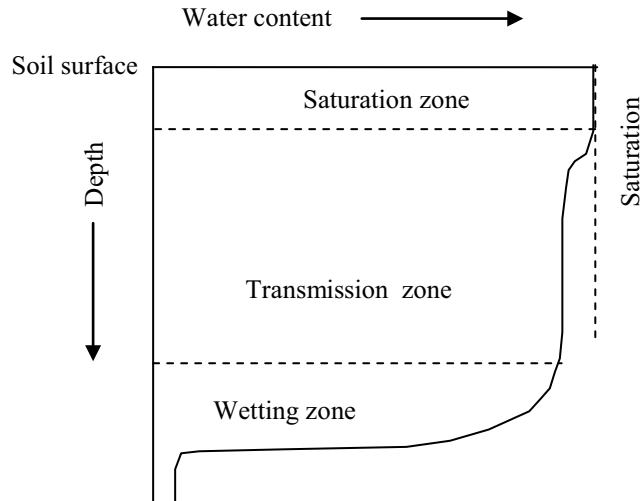 Water content
Soil surface
Saturation zone
Saturation
Depth
Transmission zone
Wetting zone